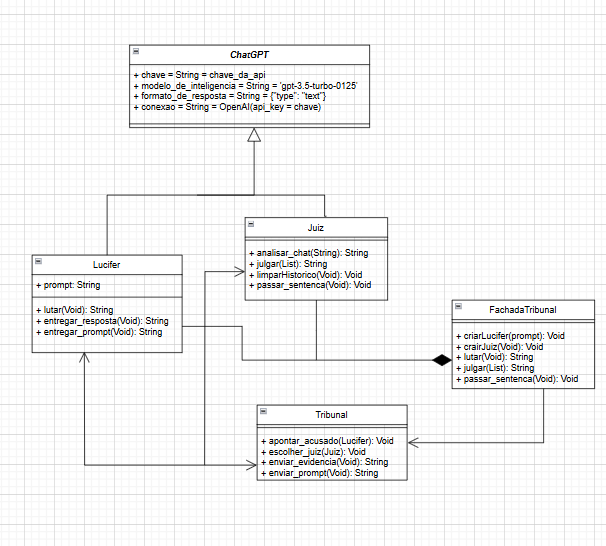 ChatGPT
+ chave = String = chave_da_api
+ modelo_de_inteligencia = String = 'gpt-3.5-turbo-0125'
+ formato_de_resposta = String = {"type": "text"}
+ conexao = String = OpenAI(api_key = chave)
Juiz
+ analisar_chat(String): String
+ julgar(List): String
+ limparHistorico(Void): Void
+ passar_sentenca(Void): Void
Lucifer
+ prompt: String
+ lutar(Void): String
+ entregar_resposta(Void): String
+ entregar_prompt(Void): String
FachadaTribunal
+ criarLucifer(prompt): Void
+ crairJuiz(Void): Void
+ lutar(Void): String
+ julgar(List): String
+ passar_sentenca(Void): Void
Tribunal
+ apontar_acusado(Lucifer): Void
+ escolher_juiz(Juiz): Void
+ enviar_evidencia(Void): String
+ enviar_prompt(Void): String